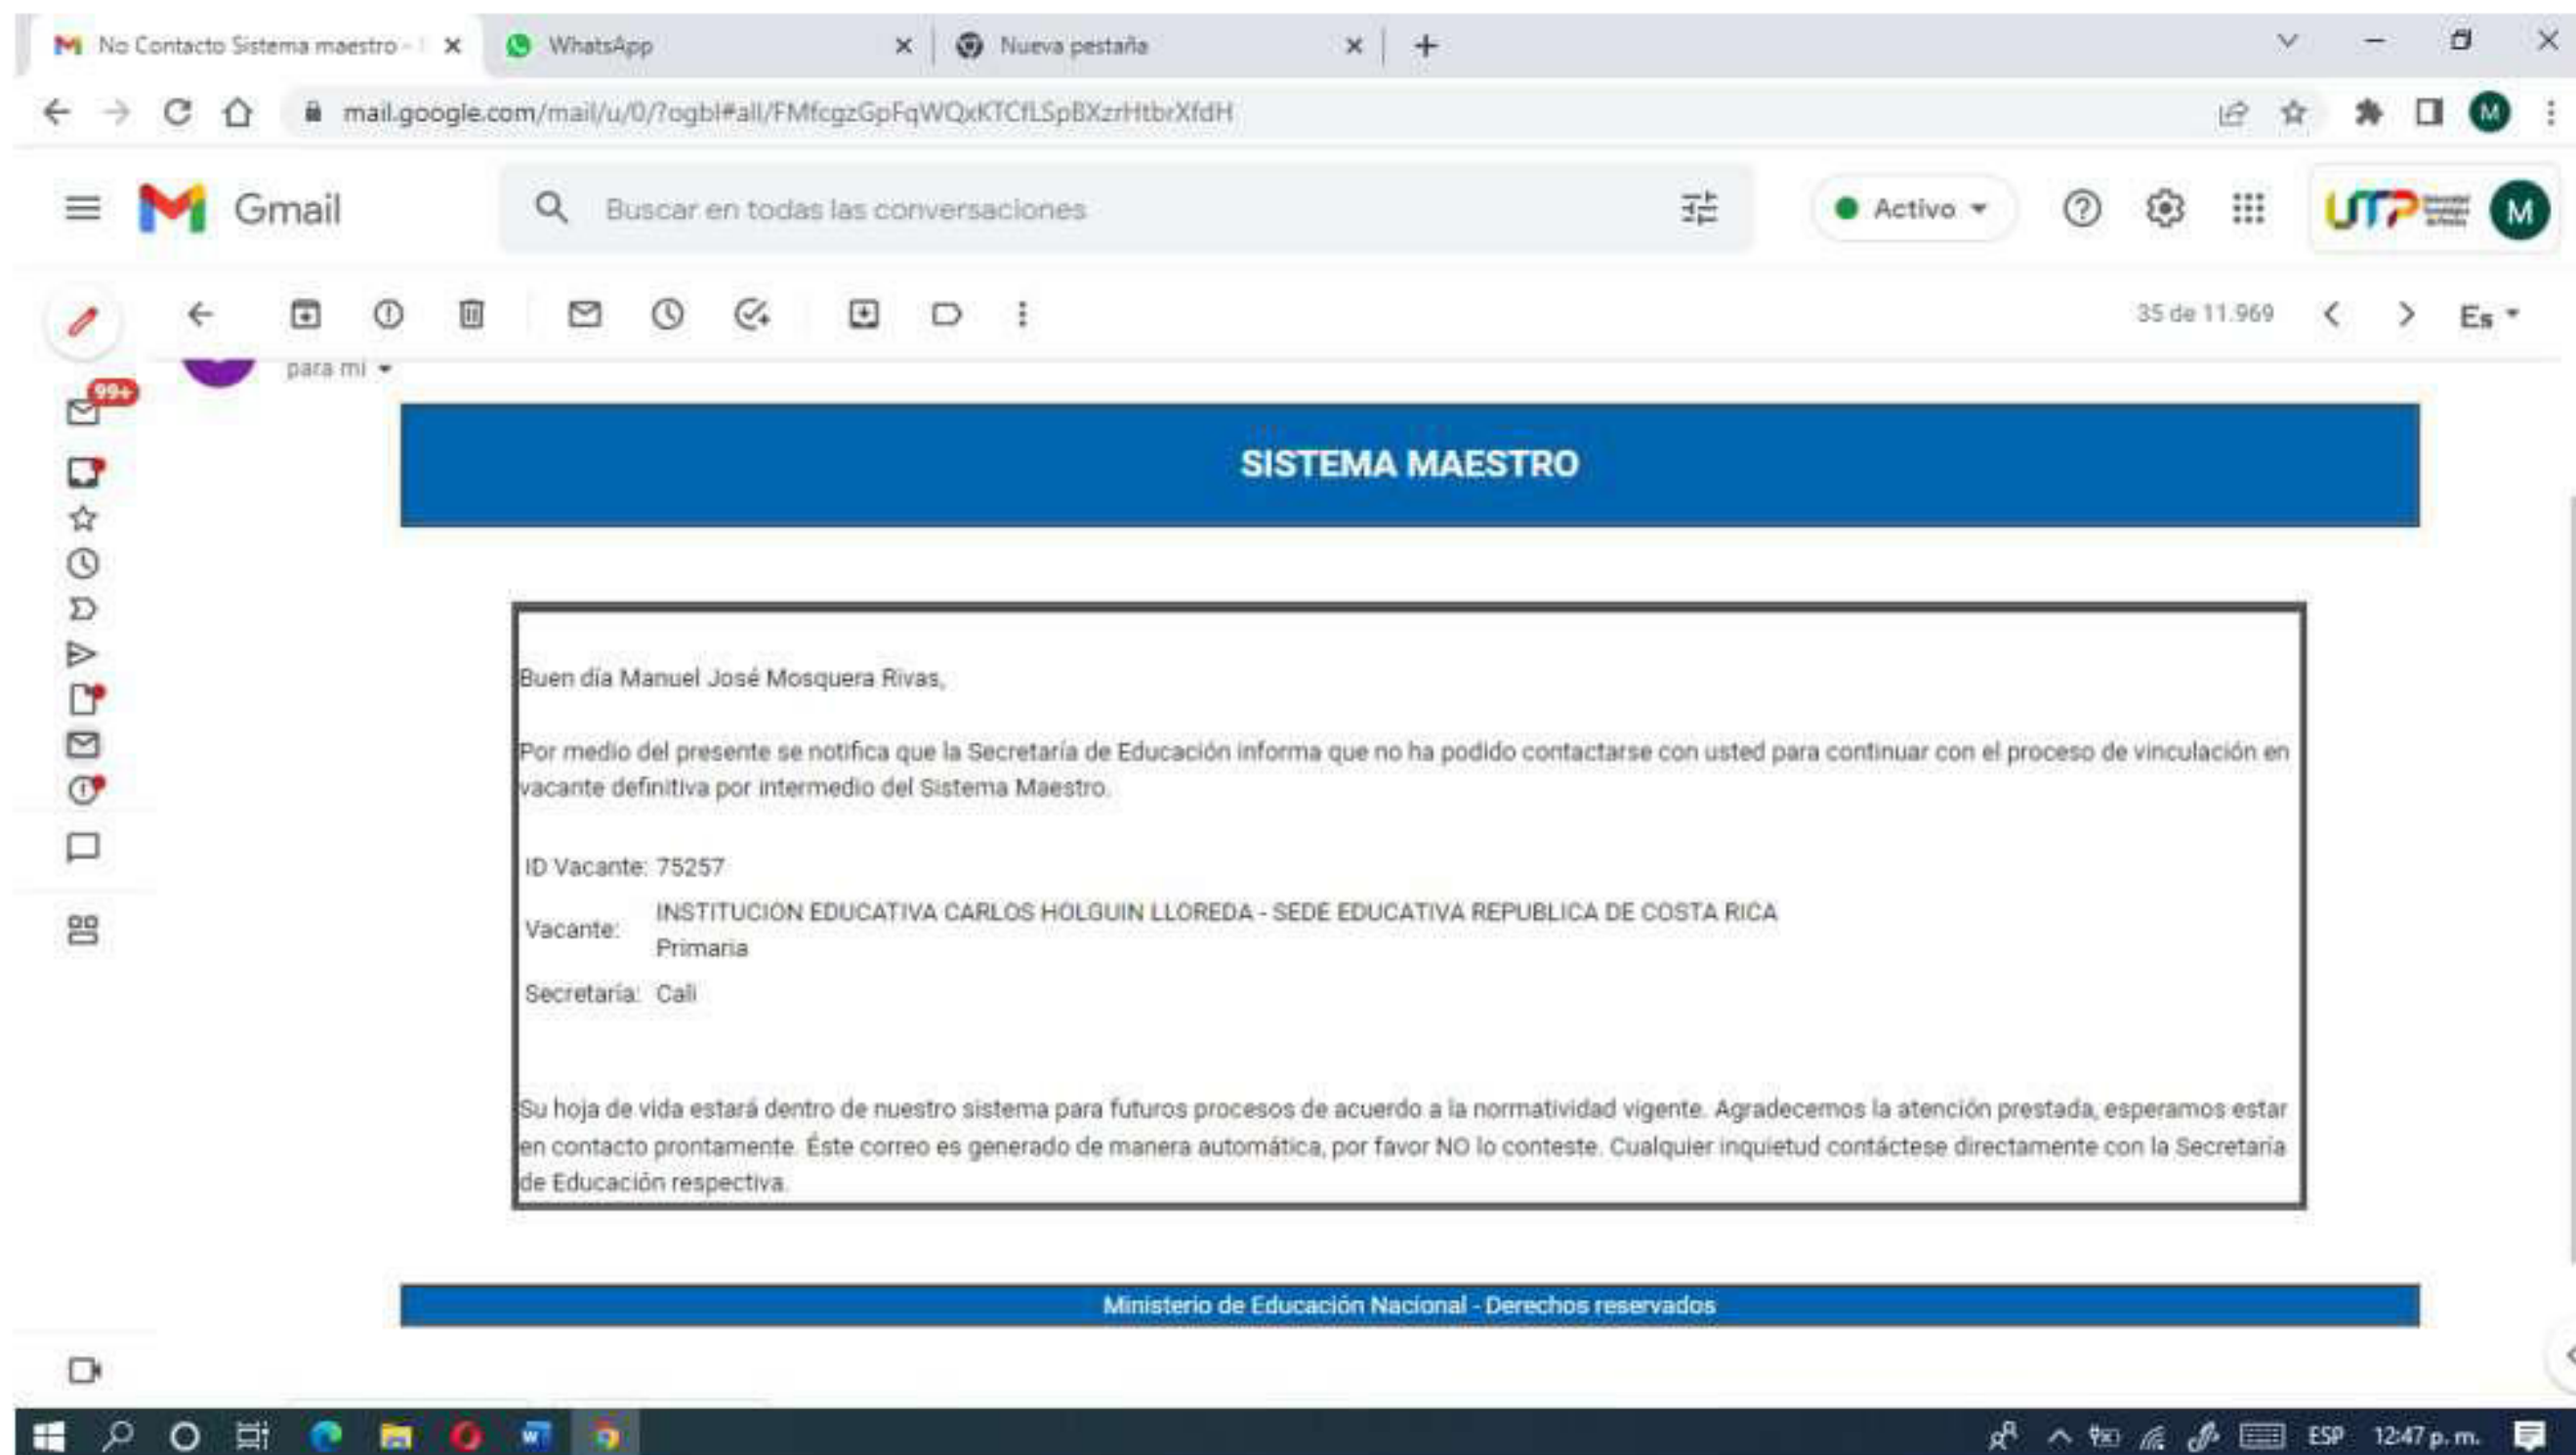 No Contacto Sistema maestro -
WhatsApp
Nueva pestaña
mail.google.com/mail/u/0/?ogbl#all/FMfcgzGpFqWQxKTCfLSpBXzrHtbrXfdH
Gmail
Buscar en todas las conversaciones
Activo
UTP
M
35 de 11.969
Es
para mí
99+
SISTEMA MAESTRO
Buen día Manuel José Mosquera Rivas,
Por medio del presente se notifica que la Secretaría de Educación informa que no ha podido contactarse con usted para continuar con el proceso de vinculación en
vacante definitiva por intermedio del Sistema Maestro.
ID Vacante: 75257
Vacante: INSTITUCION EDUCATIVA CARLOS HOLGUIN LLOREDA - SEDE EDUCATIVA REPUBLICA DE COSTA RICA
Primaria
Secretaría: Cali
Su hoja de vida estará dentro de nuestro sistema para futuros procesos de acuerdo a la normatividad vigente. Agradecemos la atención prestada, esperamos estar
en contacto prontamente. Éste correo es generado de manera automática, por favor NO lo conteste. Cualquier inquietud contáctese directamente con la Secretaría
de Educación respectiva.
Ministerio de Educación Nacional - Derechos reservados
ESP
12:47 p. m.